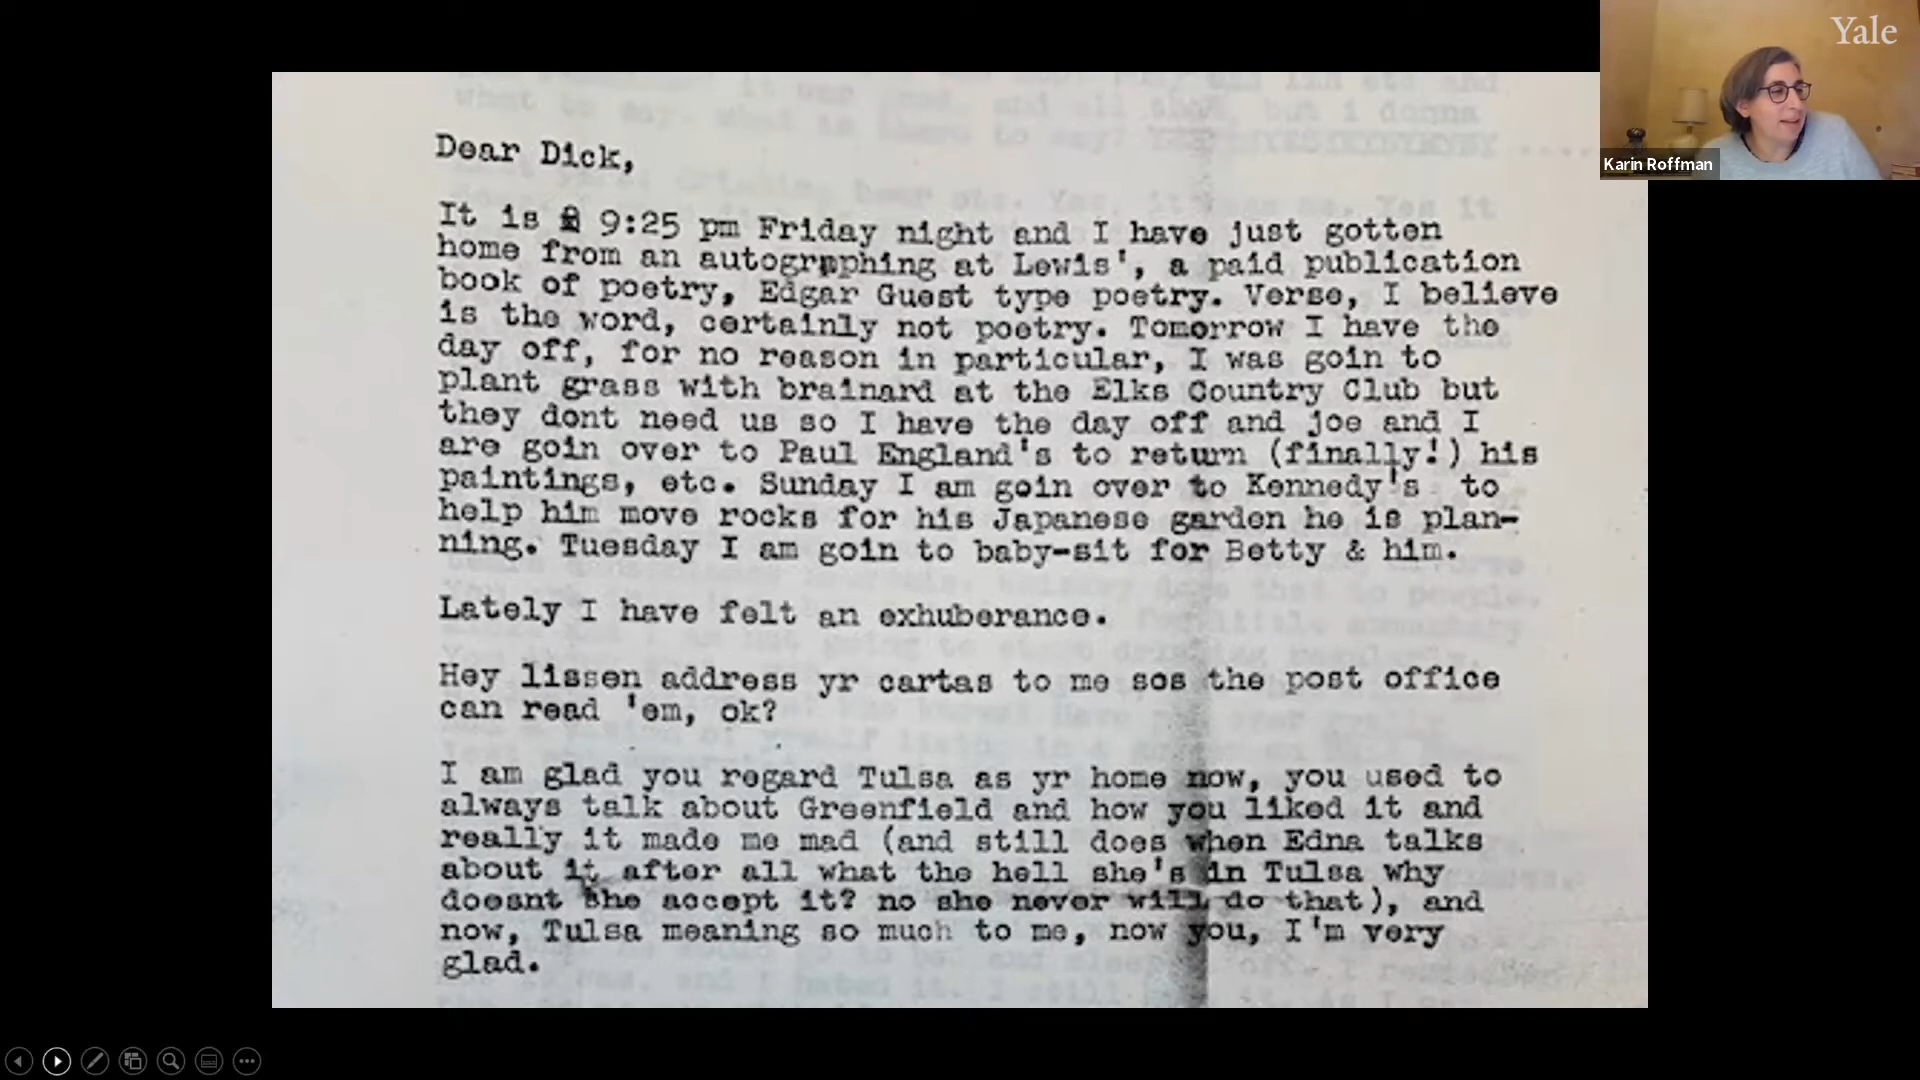 Yale
Karin Roffman
Dear Dick,
It is a 9:25 pm Friday night and I have just gotten
home from an autographing at Lewis', a paid publication
book of poetry, Edgar Guest type poetry. Verse, I believe
is the word, certainly not poetry. Tomorrow I have the
day off, for no reason in particular, I was goin to
plant grass with brainard at the Elks Country Club but
they dont need us so I have the day off and joe and I
are goin over to Paul England's to return (finally!) his
paintings, etc. Sunday I am goin over to Kennedy's to
help him move rocks for his Japanese garden he is plan-
ning. Tuesday I am goin to baby-sit for Betty & him.
Lately I have felt an exhuberance.
Hey lissen address yr cartas to me sos the post office
can read 'em, ok?
I am glad you regard Tulsa as yr home now, you used to
always talk about Greenfield and how you liked it and
really it made me mad (and still does when Edna talks
about it after all what the hell she's in Tulsa why
doesnt she accept it? no she never will do that), and
now, Tulsa meaning so much to me, now you, I'm very
glad.